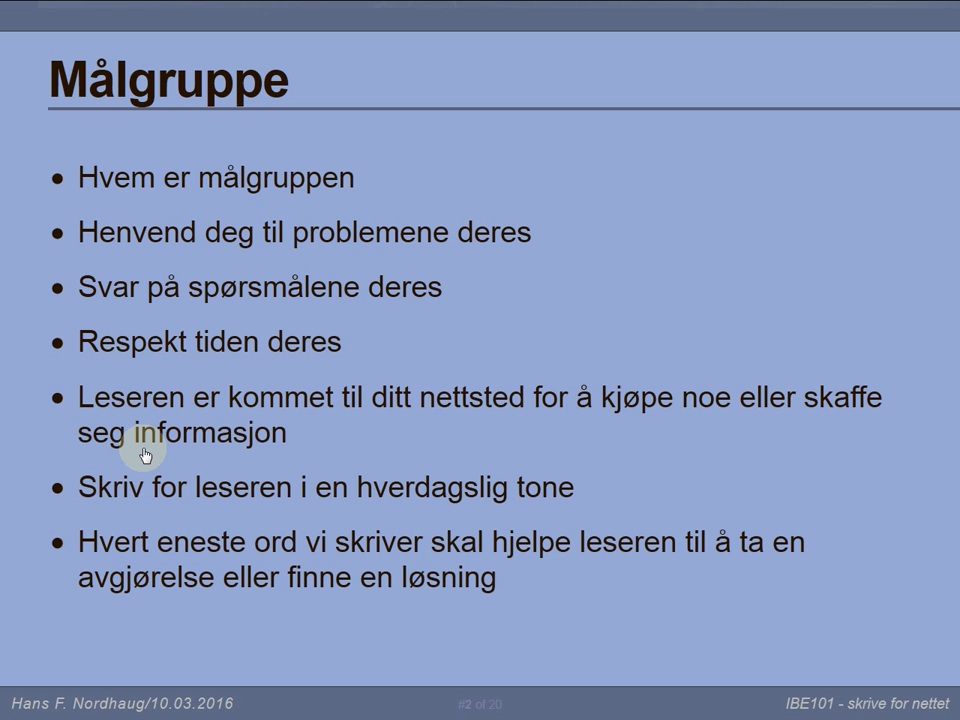 Målgruppe
• Hvem er målgruppen
• Henvend deg til problemene deres
• Svar på spørsmålene deres
• Respekt tiden deres
• Leseren er kommet til ditt nettsted for å kjøpe noe eller skaffe
seg informasjon
• Skriv for leseren i en hverdagslig tone
• Hvert eneste ord vi skriver skal hjelpe leseren til å ta en
avgjørelse eller finne en løsning
Hans F. Nordhaug/10.03.2016
#2 of 20
IBE101 - skrive for nettet